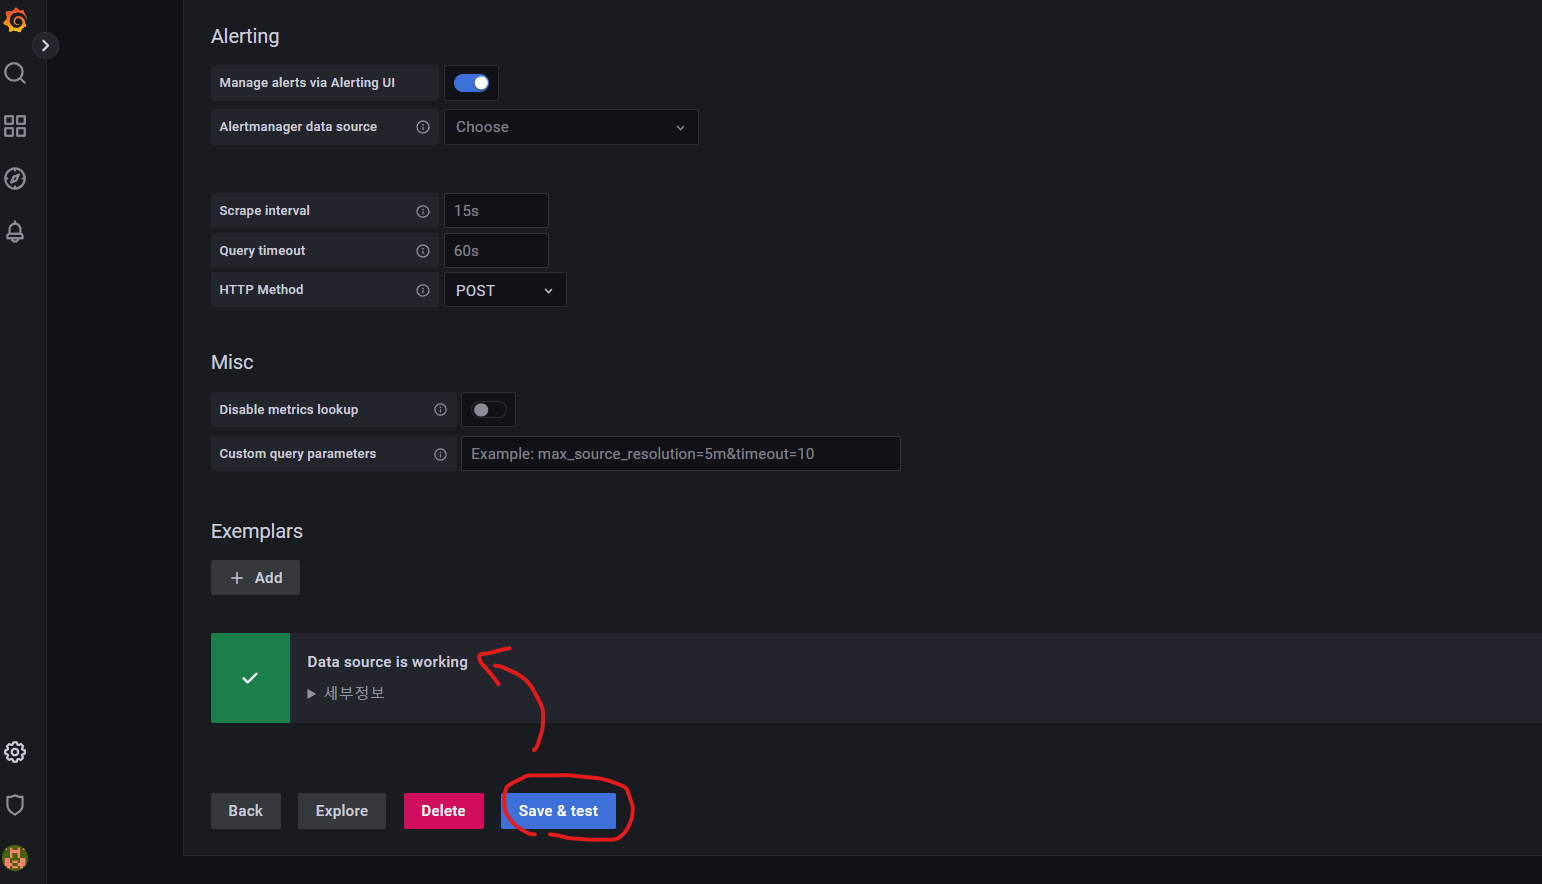 Alerting
Manage alerts via Alerting UI
Alertmanager data source Choose
Scrape interval 15s
Query timeout 60s
HTTP Method POST
Misc
Disable metrics lookup
Custom query parameters Example: max_source_resolution=5m&timeout=10
Exemplars
+ Add
Data source is working
세부정보
Back Explore Delete Save & test